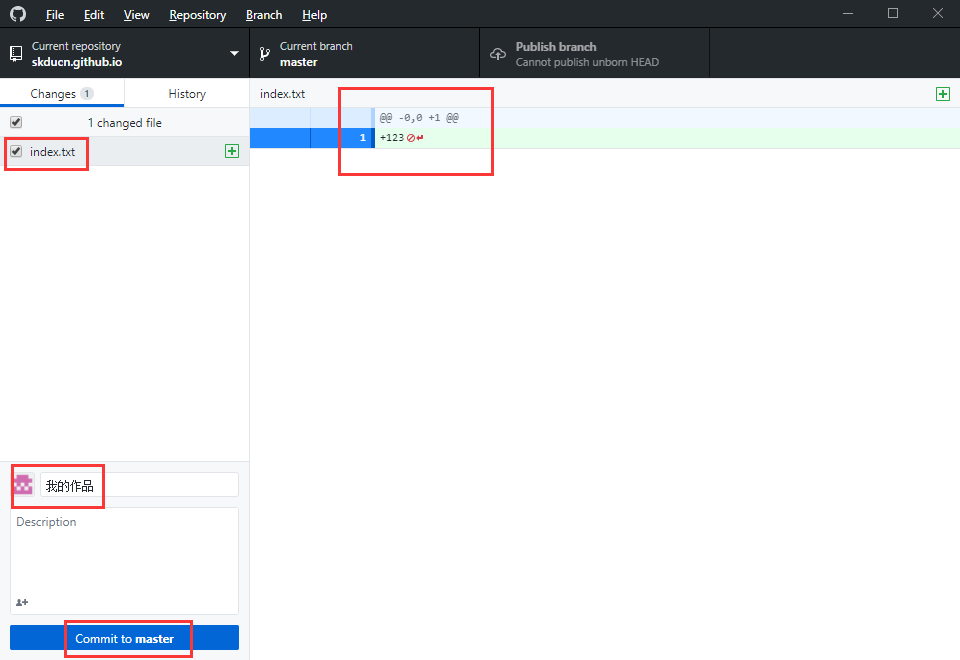 File Edit View Repository Branch Help
Current repository
skducn.github.io
Current branch
master
Publish branch
Cannot publish unborn HEAD
Changes 1 History
1 changed file
index.txt
index.txt
@@ -0,0 +1 @@
1 +123
我的作品
Description
Commit to master